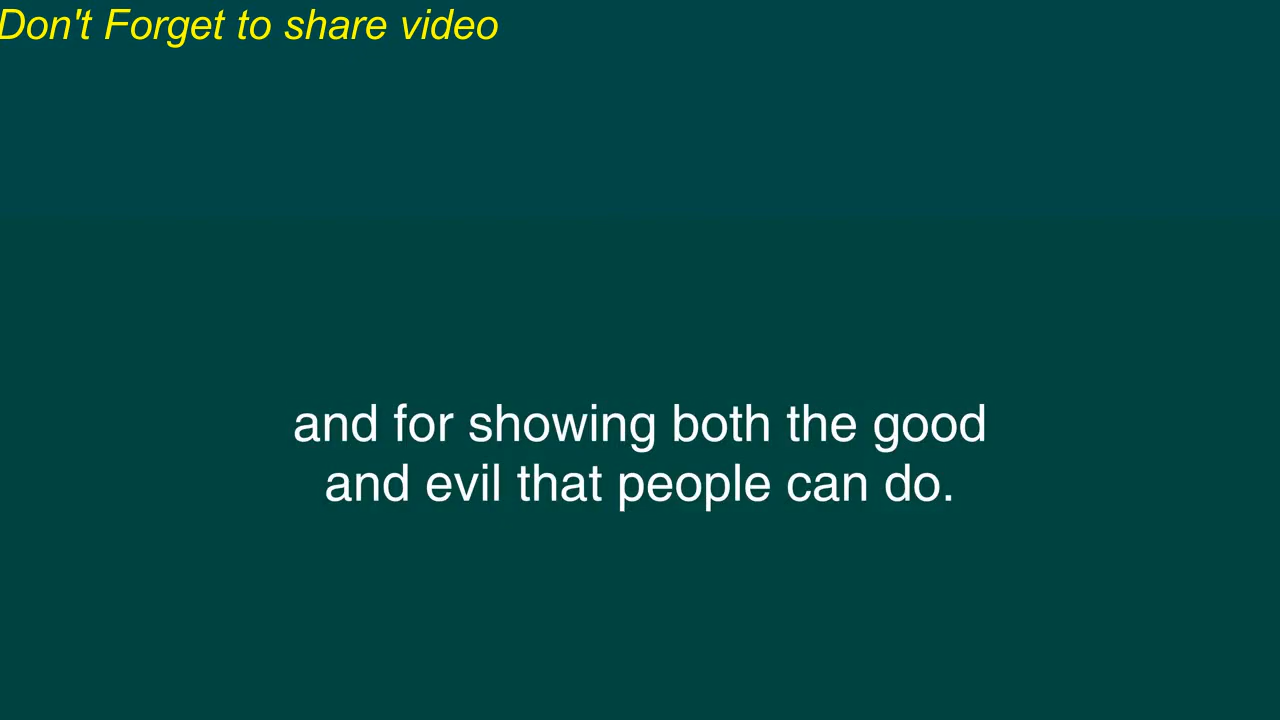 Don't Forget to share video
and for showing both the good
and evil that people can do.